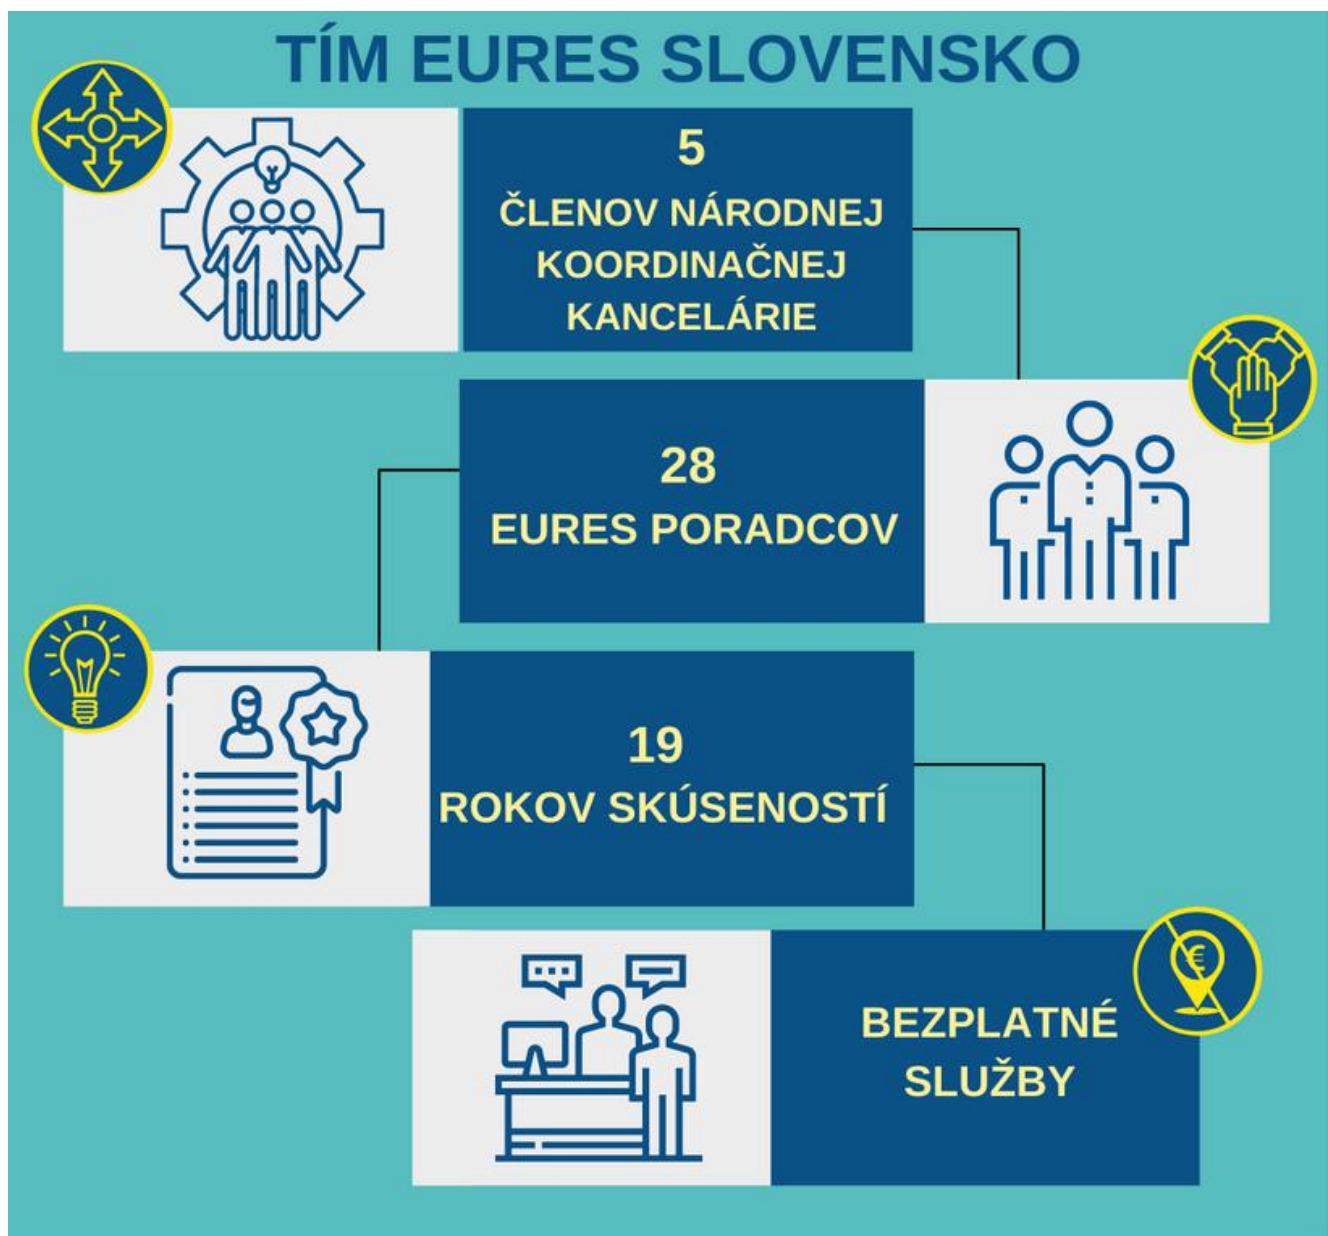 TÍM EURES SLOVENSKO
5
ČLENOV NÁRODNEJ
KOORDINAČNEJ
KANCELÁRIE
28
EURES PORADCOV
19
ROKOV SKÚSENOSTÍ
€
BEZPLATNÉ
SLUŽBY